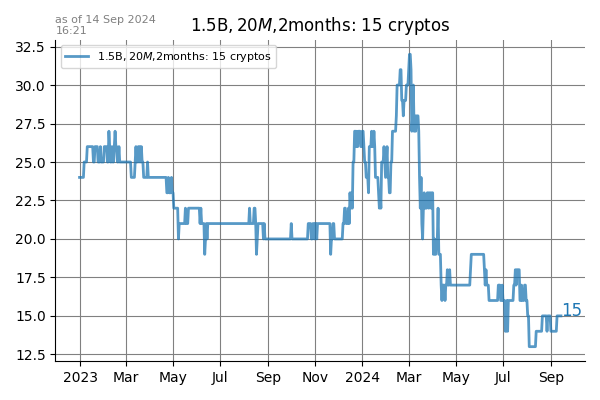 as of 14 Sep 2024
16:21
1.5B, 20M,2months: 15 cryptos
1.5B, 20M,2months: 15 cryptos
32.5
30.0
27.5
25.0
22.5
20.0
17.5
15.0
12.5
15
2023 Mar May Jul Sep Nov 2024 Mar May Jul Sep